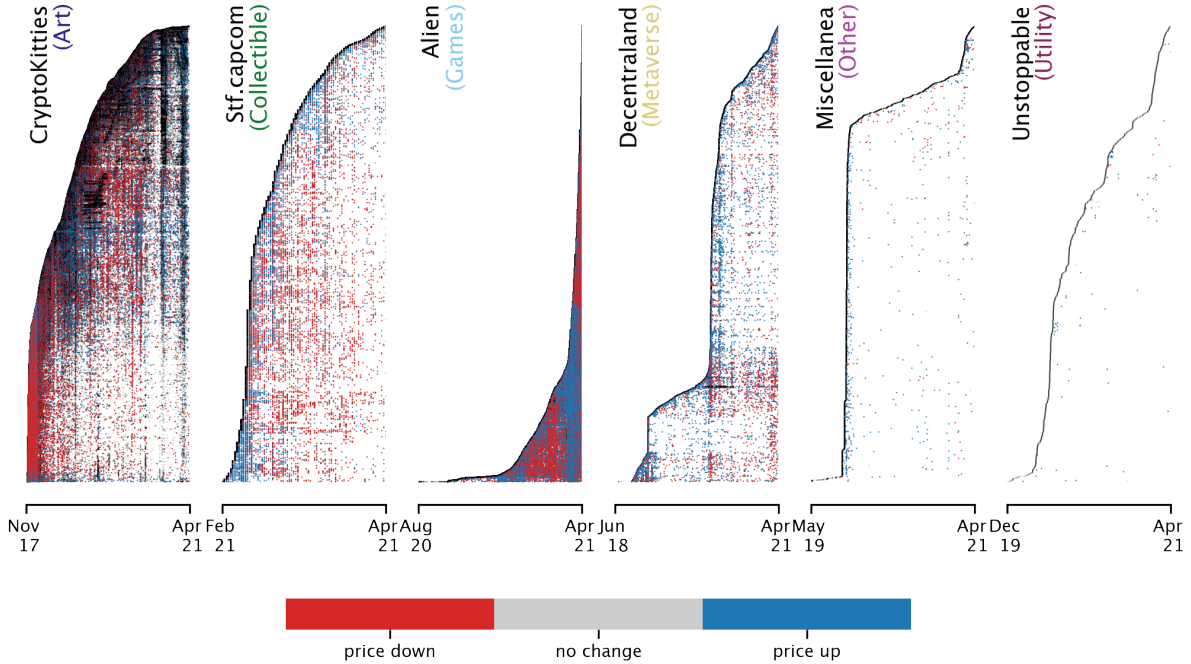 CryptoKitties
(Art)
Stf.capcom
(Collectible)
Alien
(Games)
Decentraland
(Metaverse)
Miscellanea
(Other)
Unstoppable
(Utility)
Nov
17
Apr
21
Feb
21
Apr
21
Aug
20
Apr
21
Jun
18
Apr
21
May
19
Apr
21
Dec
19
Apr
21
price down
no change
price up